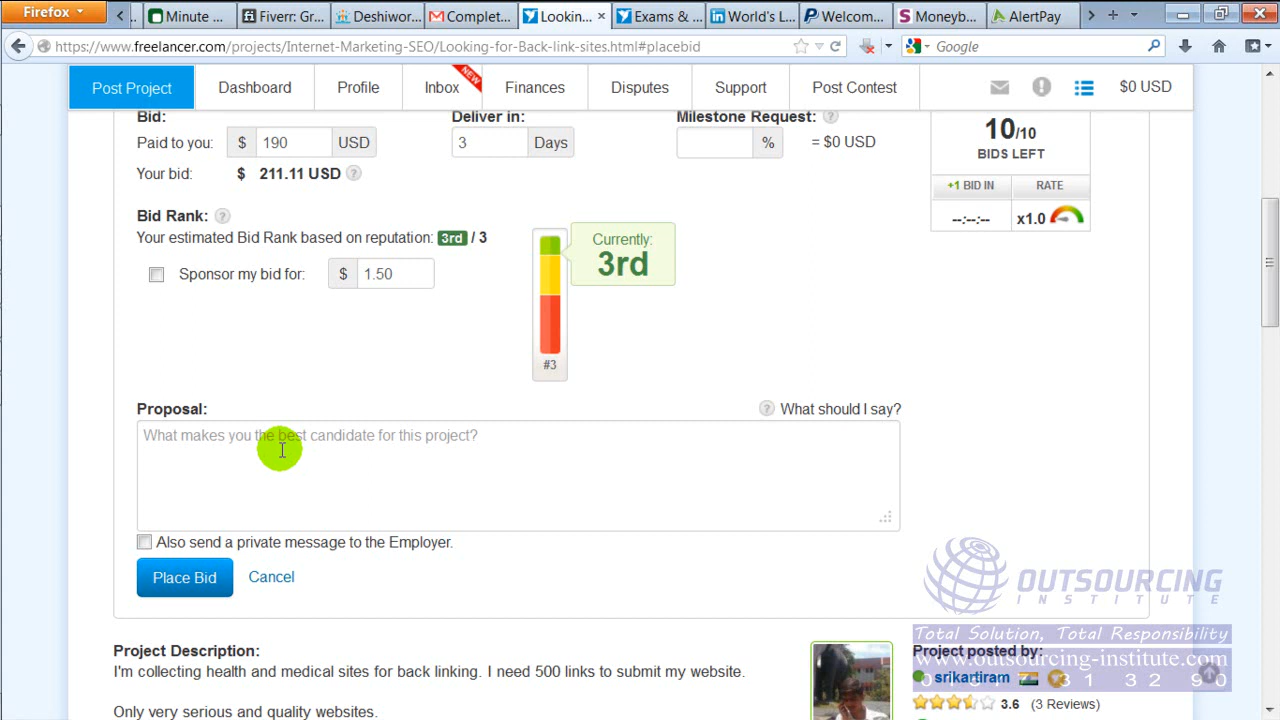 Firefox
Minute ...
Fiverr: Gr...
Deshiwor...
Complet...
Lookin...
Exams & ...
World's L...
Welcom...
Moneyb...
AlertPay
https://www.freelancer.com/projects/Internet-Marketing-SEO/Looking-for-Back-link-sites.html#placebid
Google
Post Project
Dashboard
Profile
Inbox
NEW
Finances
Disputes
Support
Post Contest
$0 USD
Bid:
Deliver in:
Milestone Request: ?
Paid to you: $ 190 USD
3 Days
% = $0 USD
Your bid: $ 211.11 USD ?
10/10
BIDS LEFT
+1 BID IN
RATE
--:--:--
x1.0
Bid Rank: ?
Your estimated Bid Rank based on reputation: 3rd / 3
Sponsor my bid for: $ 1.50
Currently:
3rd
#3
Proposal:
? What should I say?
What makes you the best candidate for this project?
Also send a private message to the Employer.
Place Bid
Cancel
OUTSOURCING
INSTITUTE
Total Solution, Total Responsibility
www.outsourcing-institute.com
Project Description:
I'm collecting health and medical sites for back linking. I need 500 links to submit my website.
Only very serious and quality websites.
Project posted by:
srikartiram
3.6 (3 Reviews)